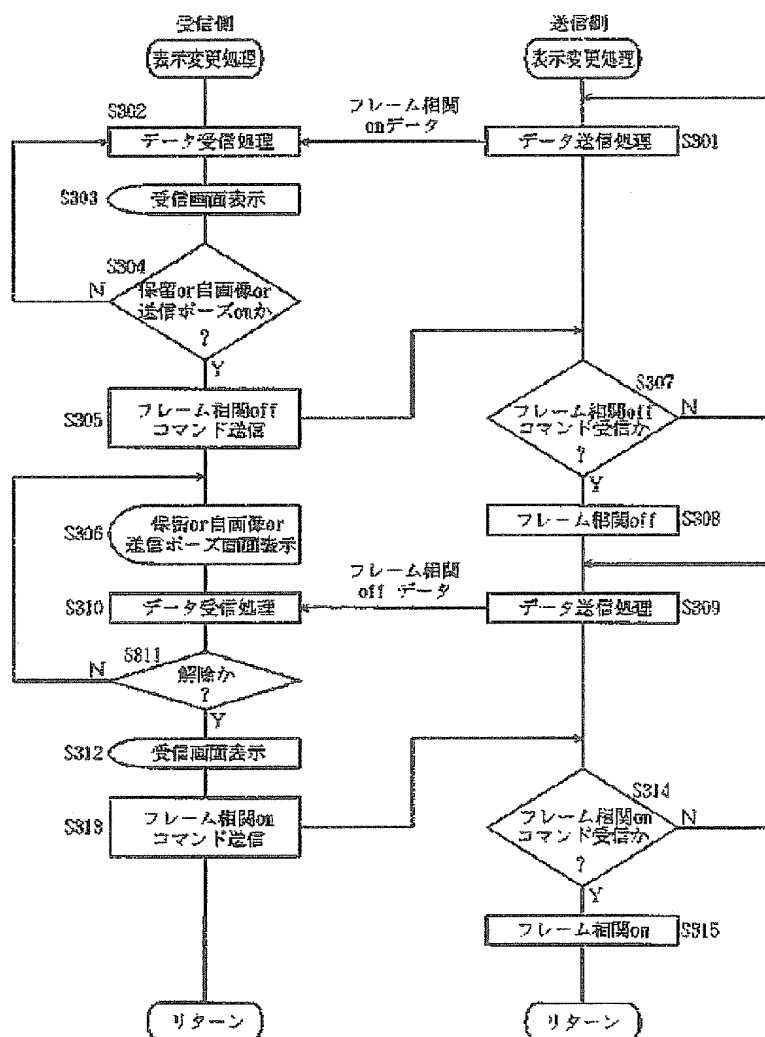 受信側
送信側
表示変更処理
表示変更処理
S302
フレーム相関
onデータ
データ受信処理
データ送信処理
S301
S303
受信画面表示
S304
N
保留or自画像or
送信ポーズonか
?
Y
S307
S305
フレーム相関off
コマンド送信
フレーム相関off
コマンド受信か
?
N
Y
S306
保留or自画像or
送信ポーズ画面表示
フレーム相関off
S308
フレーム相関
off データ
S310
データ受信処理
データ送信処理
S309
S311
N
解除か
?
Y
S312
受信画面表示
S314
S313
フレーム相関on
コマンド送信
フレーム相関on
コマンド受信か
?
N
Y
フレーム相関on
S315
リターン
リターン